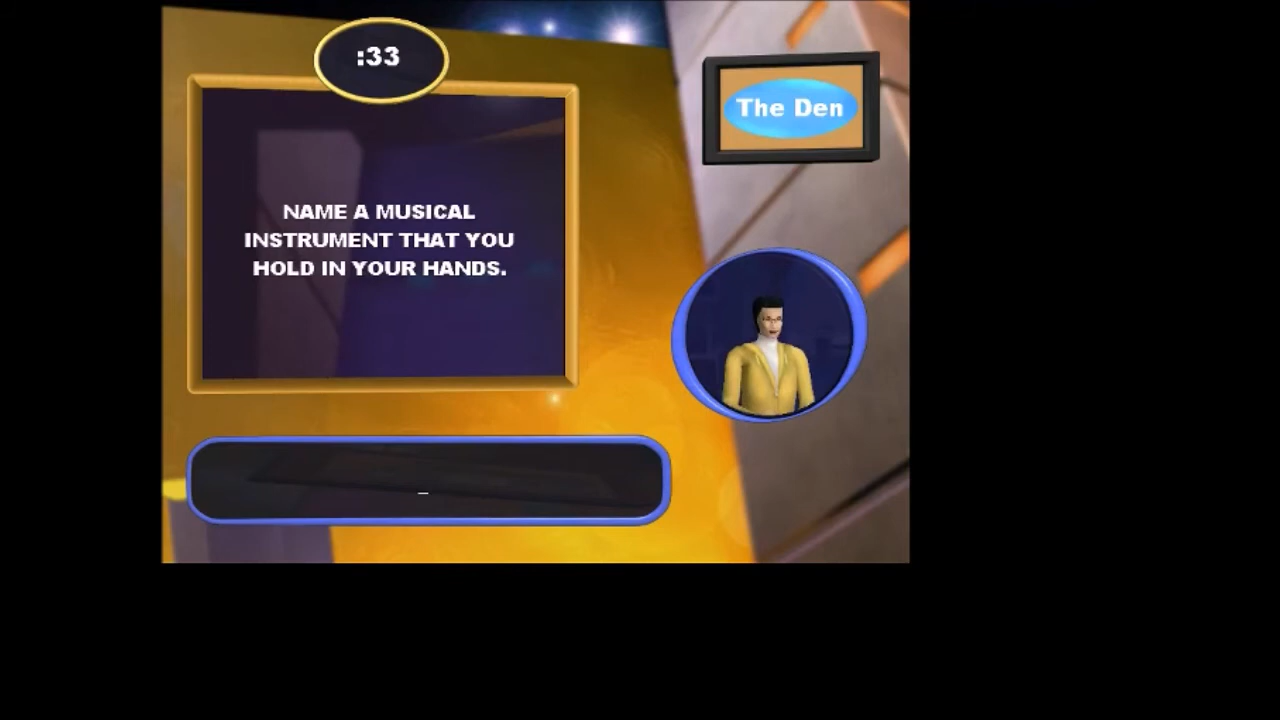 :33
The Den
NAME A MUSICAL
INSTRUMENT THAT YOU
HOLD IN YOUR HANDS.
_